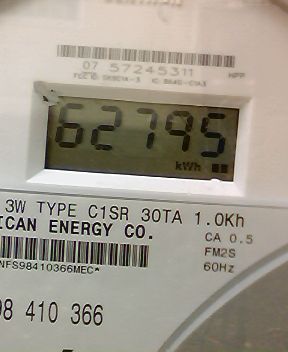 07 57245311
HPP
62795
kWh
3W TYPE C1SR 30TA 1.0Kh
ICAN ENERGY CO.
CA 0.5
FM2S
NFS98410366MEC*
60Hz
98 410 366